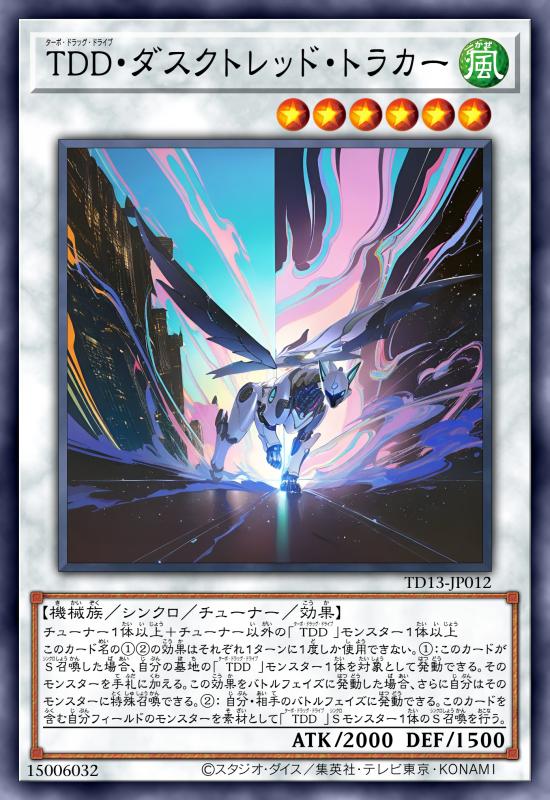 ターボ・ドラッグ・ドライブ
TDD・ダスクトレッド・トラカー
かぜ
風
TD13-JP012
【機械族／シンクロ／チューナー／効果】
チューナー1体以上＋チューナー以外の「TDD」モンスター1体以上
このカード名の①②の効果はそれぞれ1ターンに1度しか使用できない。①：このカードが
S召喚した場合、自分の墓地の「TDD」モンスター1体を対象として発動できる。その
モンスターを手札に加える。この効果をバトルフェイズに発動した場合、さらに自分はその
モンスターに特殊召喚できる。②：自分・相手のバトルフェイズに発動できる。このカードを
含む自分フィールドのモンスターを素材として「TDD」Sモンスター1体のS召喚を行う。
ATK/2000 DEF/1500
15006032
©スタジオ・ダイス／集英社・テレビ東京・KONAMI